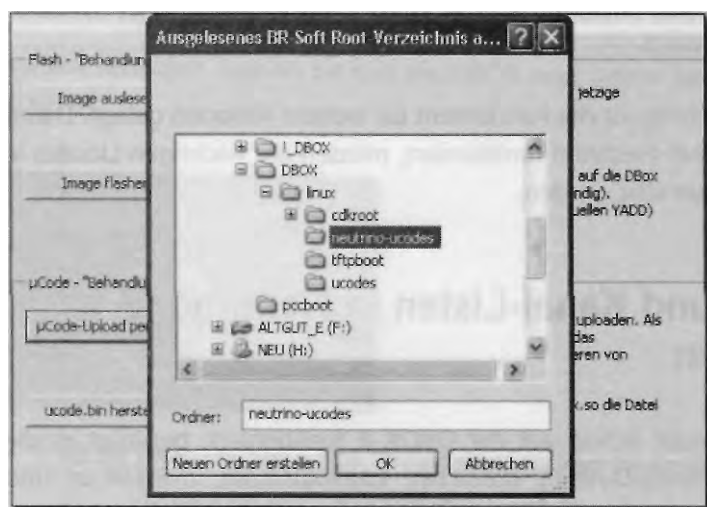 Ausgelesenes BR-Soft Root-Verzeichnis a...
Flash - "Behandlun
Image auslese
jetzige
Image flashen
auf die DBox
ndig).
uellen YADD)
I_DBOX
DBOX
linux
cdkroot
neutrino-ucodes
tftpboot
ucodes
pccboot
ALTGUT_E (F:)
NEU (H:)
µCode - "Behandlu
µCode-Upload pe
uploaden. Als
das
eren von
ucode.bin herste
.so die Datei
Ordner:
neutrino-ucodes
Neuen Ordner erstellen
OK
Abbrechen